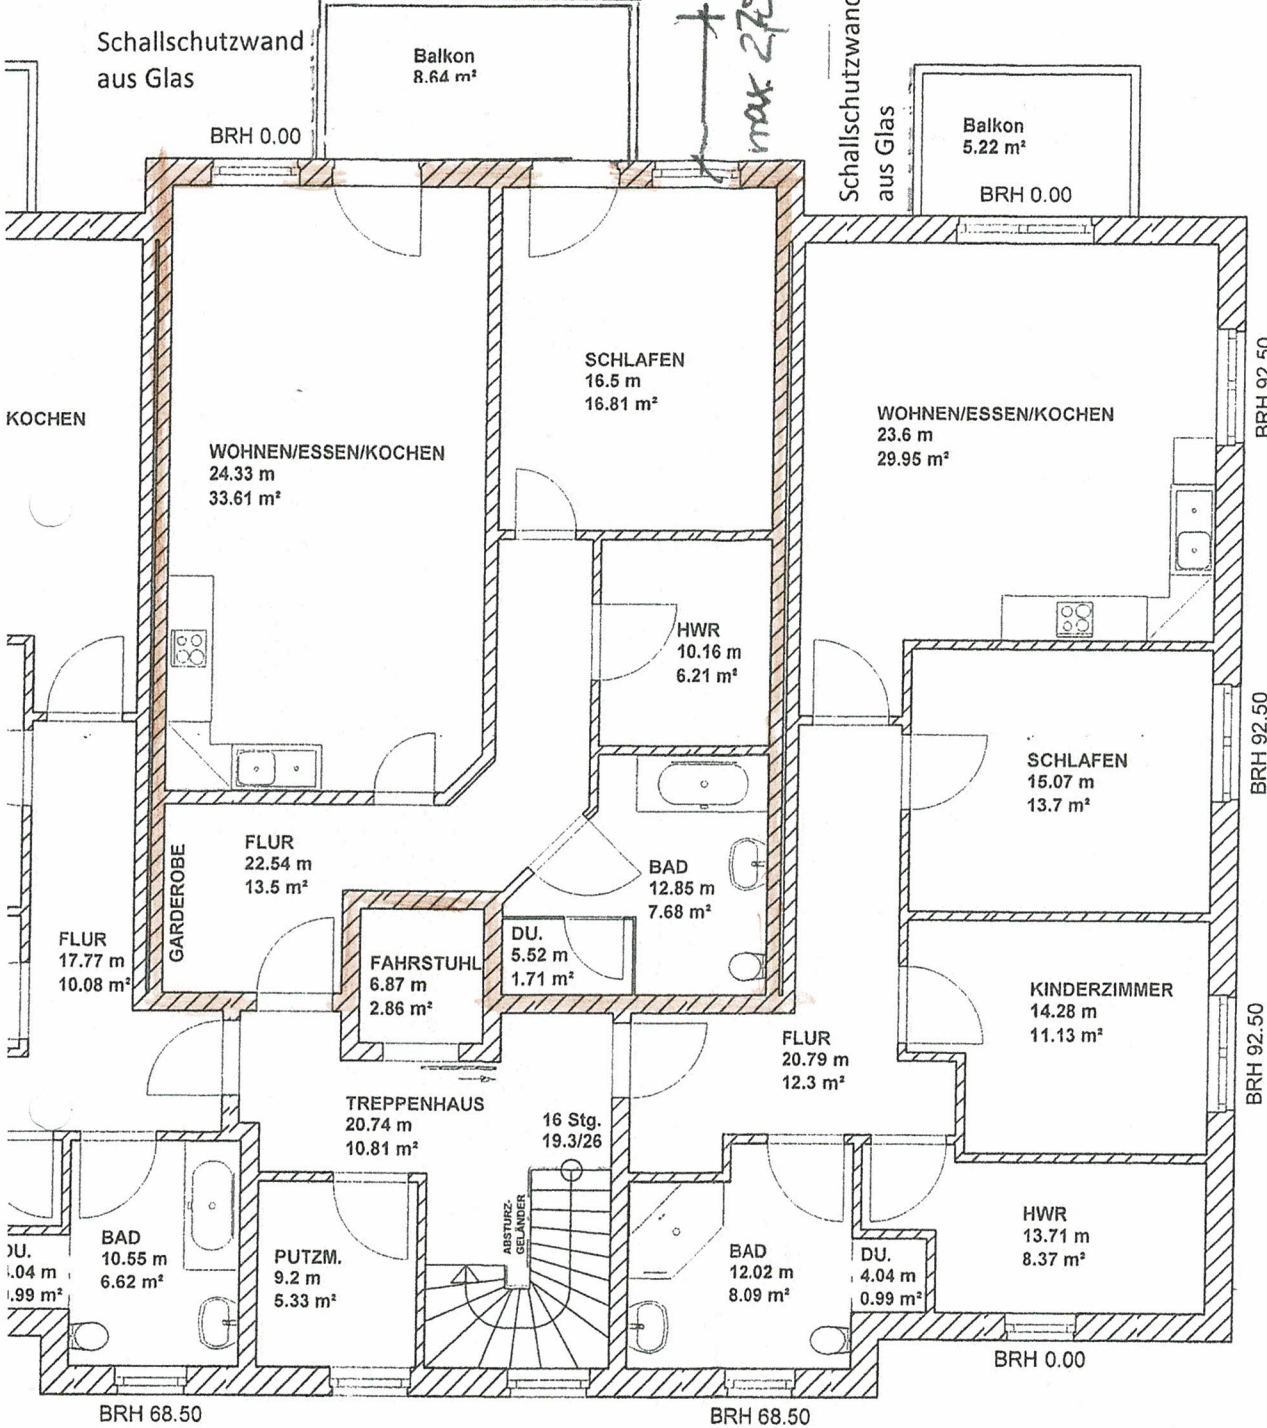 Schallschutzwand
aus Glas
Balkon
8.64 m²
max. 2,70
Schallschutzwand
aus Glas
Balkon
5.22 m²
BRH 0.00
BRH 0.00
BRH 92.50
KOCHEN
WOHNEN/ESSEN/KOCHEN
24.33 m
33.61 m²
SCHLAFEN
16.5 m
16.81 m²
WOHNEN/ESSEN/KOCHEN
23.6 m
29.95 m²
HWR
10.16 m
6.21 m²
SCHLAFEN
15.07 m
13.7 m²
BRH 92.50
GARDEROBE
FLUR
22.54 m
13.5 m²
BAD
12.85 m
7.68 m²
FLUR
17.77 m
10.08 m²
FAHRSTUHL
6.87 m
2.86 m²
DU.
5.52 m
1.71 m²
KINDERZIMMER
14.28 m
11.13 m²
BRH 92.50
FLUR
20.79 m
12.3 m²
TREPPENHAUS
20.74 m
10.81 m²
16 Stg.
19.3/26
ABSTURZ-
GELÄNDER
DU.
.04 m
.99 m²
BAD
10.55 m
6.62 m²
PUTZM.
9.2 m
5.33 m²
BAD
12.02 m
8.09 m²
DU.
4.04 m
0.99 m²
HWR
13.71 m
8.37 m²
BRH 0.00
BRH 68.50
BRH 68.50